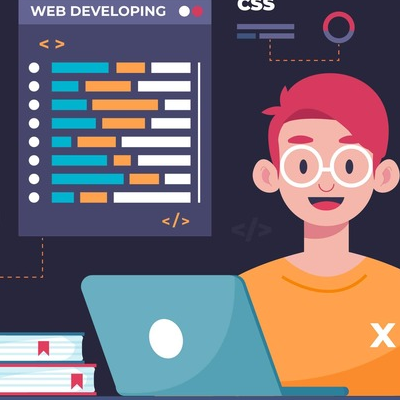 WEB DEVELOPING
CSS
< >
</>
</>
X